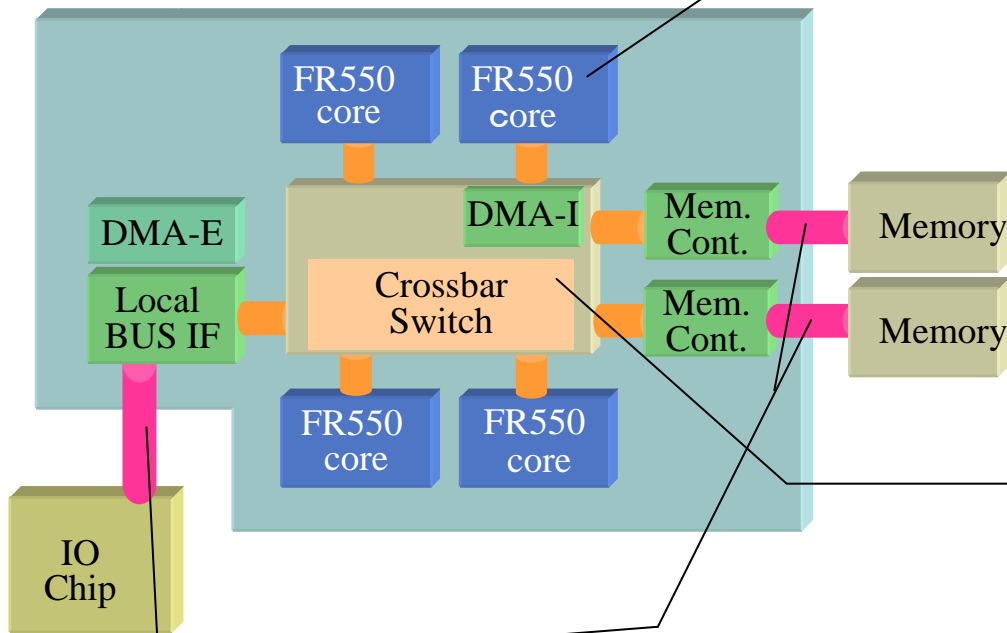 FR550
core
FR550
core
DMA-E
DMA-I
Mem.
Cont.
Memory
Local
BUS IF
Crossbar
Switch
Mem.
Cont.
Memory
FR550
core
FR550
core
IO
Chip